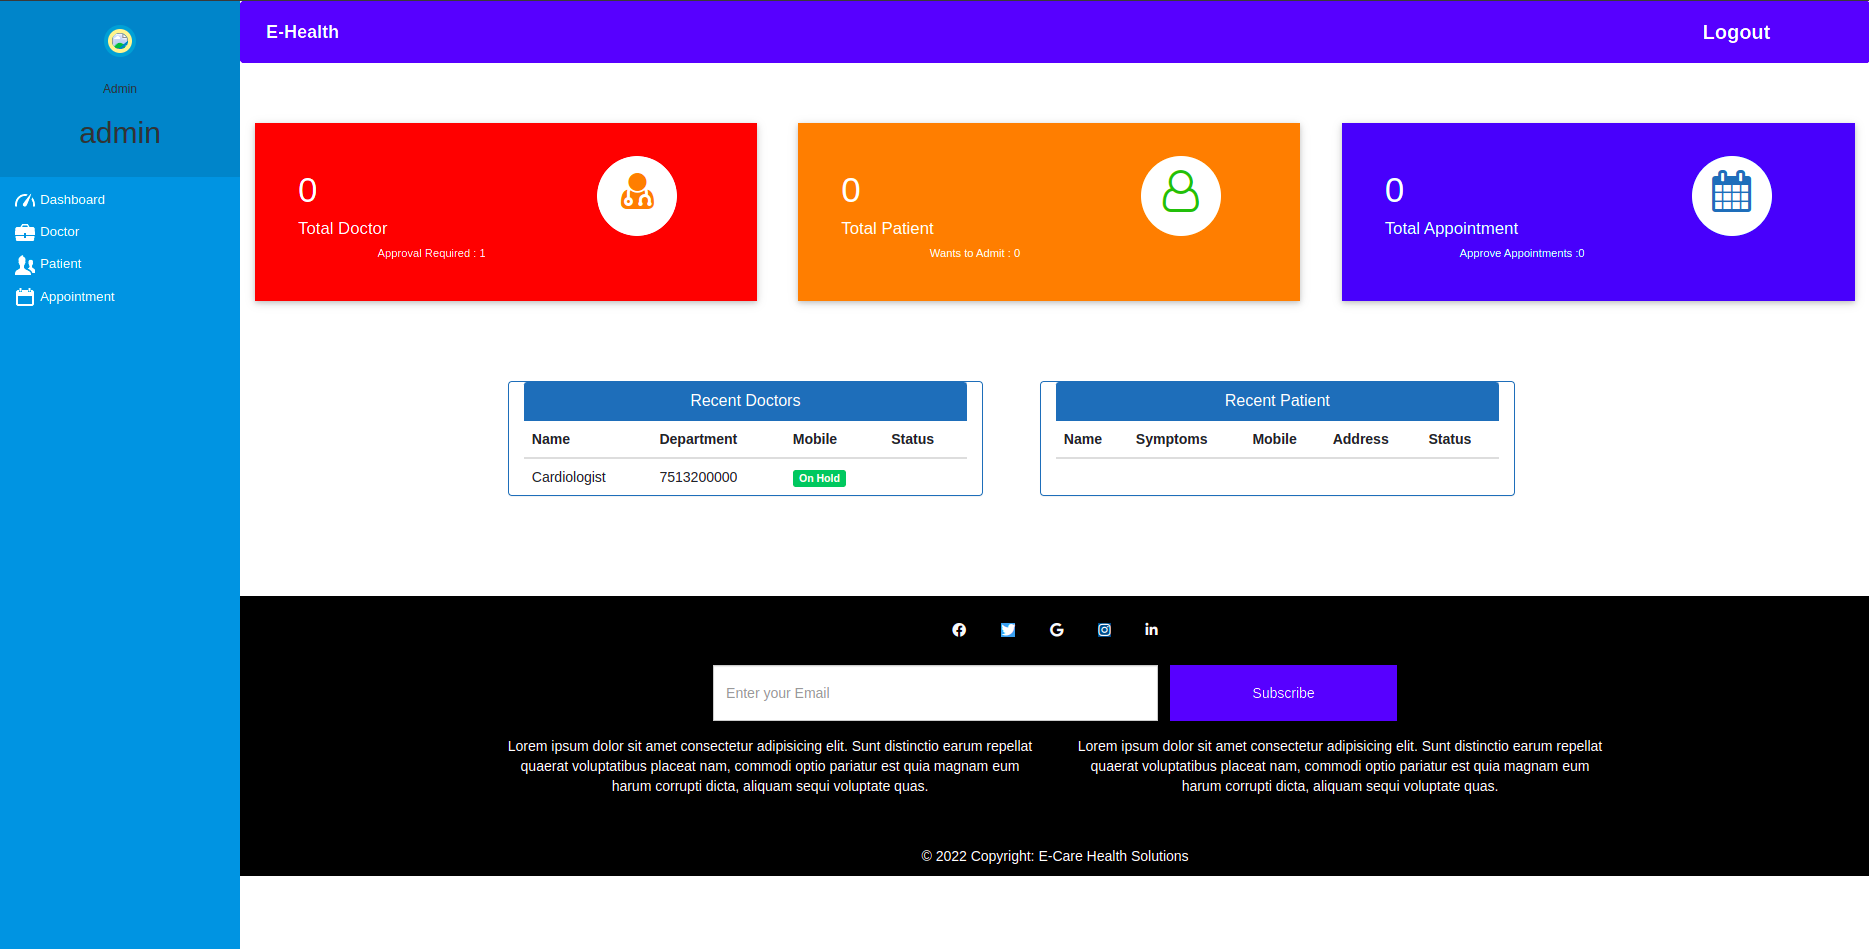 E-Health
Logout
Admin
admin
Dashboard
Doctor
Patient
Appointment
0
Total Doctor
Approval Required : 1
0
Total Patient
Wants to Admit : 0
0
Total Appointment
Approve Appointments :0
Recent Doctors
Name Department Mobile Status
Cardiologist 7513200000 On Hold
Recent Patient
Name Symptoms Mobile Address Status
Enter your Email
Subscribe
Lorem ipsum dolor sit amet consectetur adipisicing elit. Sunt distinctio earum repellat
quaerat voluptatibus placeat nam, commodi optio pariatur est quia magnam eum
harum corrupti dicta, aliquam sequi voluptate quas.
Lorem ipsum dolor sit amet consectetur adipisicing elit. Sunt distinctio earum repellat
quaerat voluptatibus placeat nam, commodi optio pariatur est quia magnam eum
harum corrupti dicta, aliquam sequi voluptate quas.
© 2022 Copyright: E-Care Health Solutions